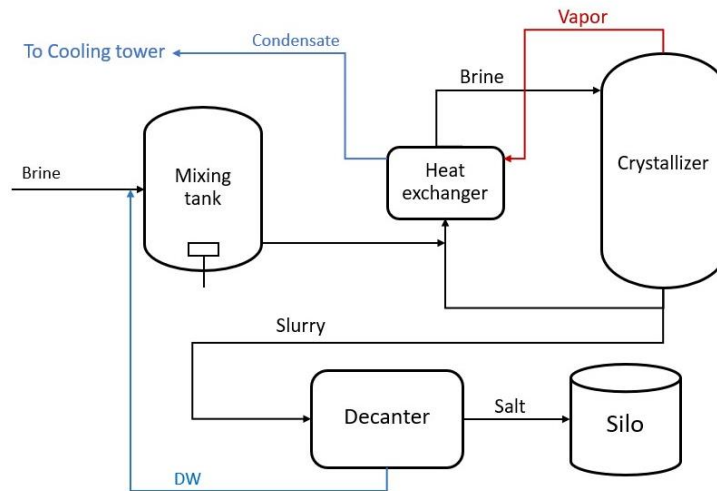 Vapor
To Cooling tower
Condensate
Brine
Brine
Mixing
tank
Heat
exchanger
Crystallizer
Slurry
Decanter
Salt
Silo
DW